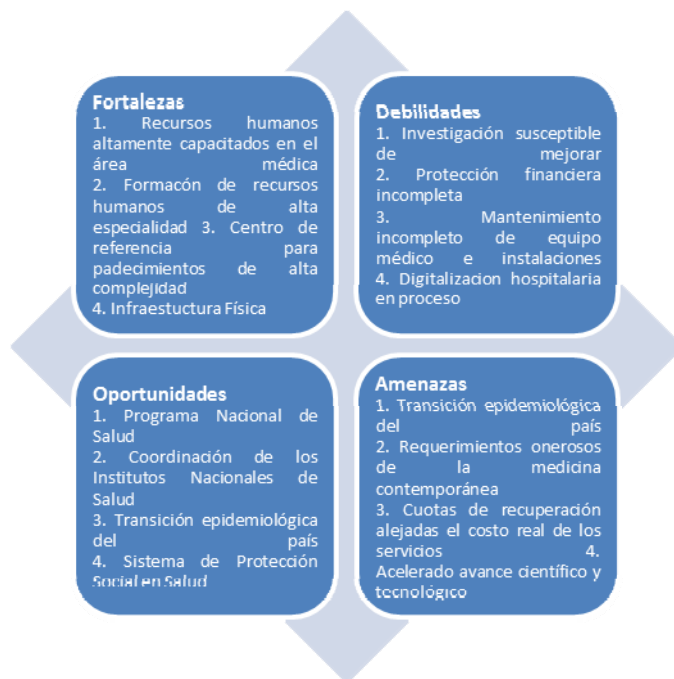 Fortalezas
1. Recursos humanos
altamente capacitados en el
área médica
2. Formacón de recursos
humanos de alta
especialidad 3. Centro de
referencia para
padecimientos de alta
complejidad
4. Infraestuctura Física
Debilidades
1. Investigación susceptible
de mejorar
2. Protección financiera
incompleta
3. Mantenimiento
incompleto de equipo
médico e instalaciones
4. Digitalizacion hospitalaria
en proceso
Oportunidades
1. Programa Nacional de
Salud
2. Coordinación de los
Institutos Nacionales de
Salud
3. Transición epidemiológica
del país
4. Sistema de Protección
Social en Salud
Amenazas
1. Transición epidemiológica
del país
2. Requerimientos onerosos
de la medicina
contemporánea
3. Cuotas de recuperación
alejadas el costo real de los
servicios 4.
Acelerado avance científico y
tecnológico